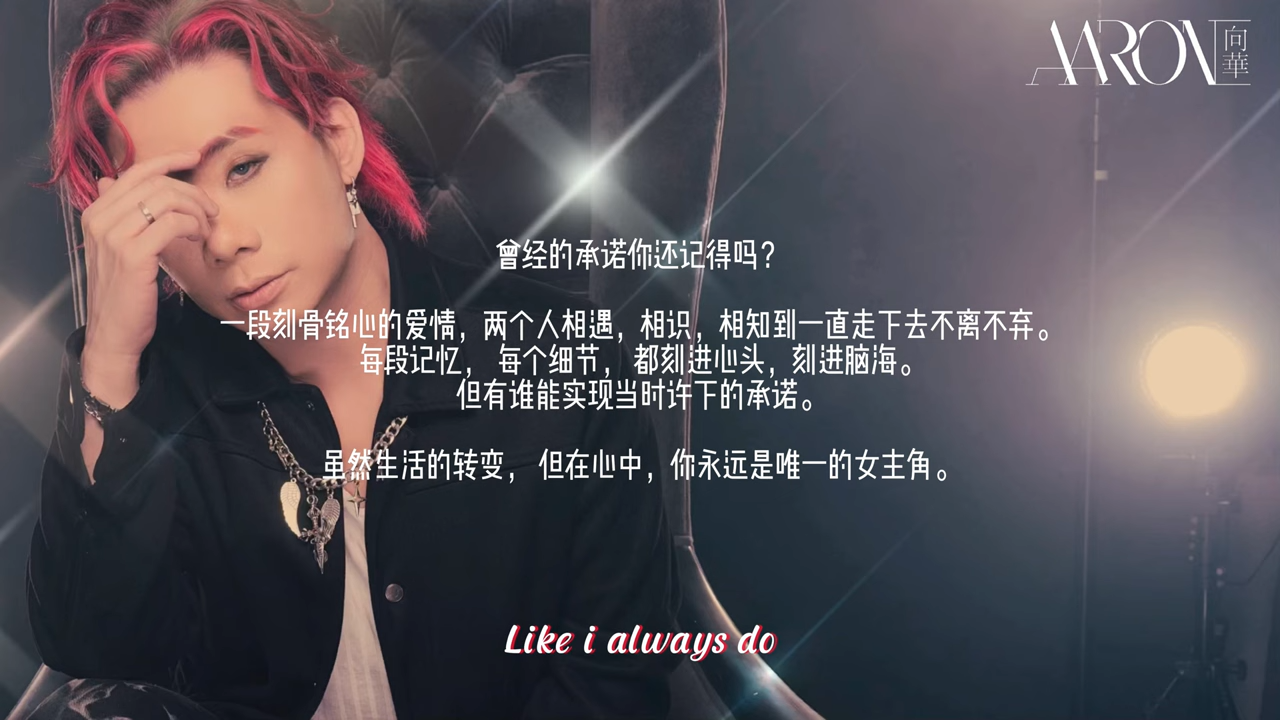 AARON 向華
曾经的承诺你还记得吗？
一段刻骨铭心的爱情，两个人相遇，相识，相知到一直走下去不离不弃。
每段记忆， 每个细节， 都刻进心头，刻进脑海。
但有谁能实现当时许下的承诺。
虽然生活的转变， 但在心中，你永远是唯一的女主角。
Like i always do